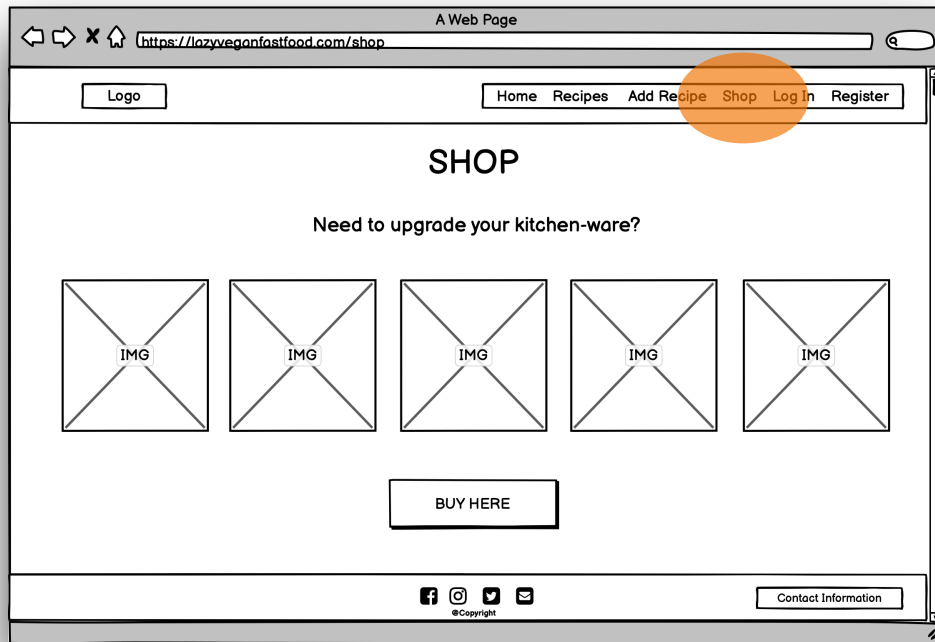 A Web Page
https://lazyveganfastfood.com/shop
Logo
Home Recipes Add Recipe Shop Log In Register
SHOP
Need to upgrade your kitchen-ware?
IMG IMG IMG IMG IMG
BUY HERE
Contact Information
@Copyright